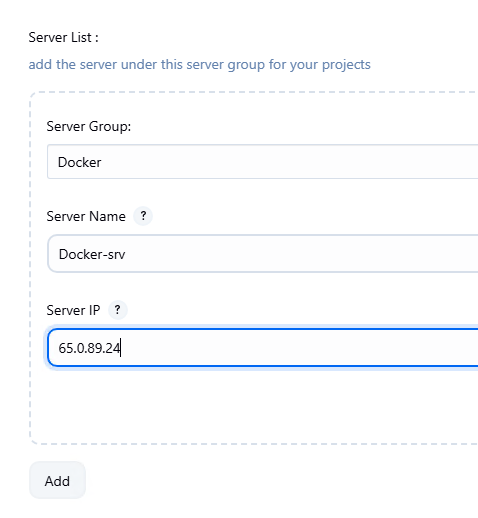 Server List :
add the server under this server group for your projects
Server Group:
Docker
Server Name ?
Docker-srv
Server IP ?
65.0.89.24
Add